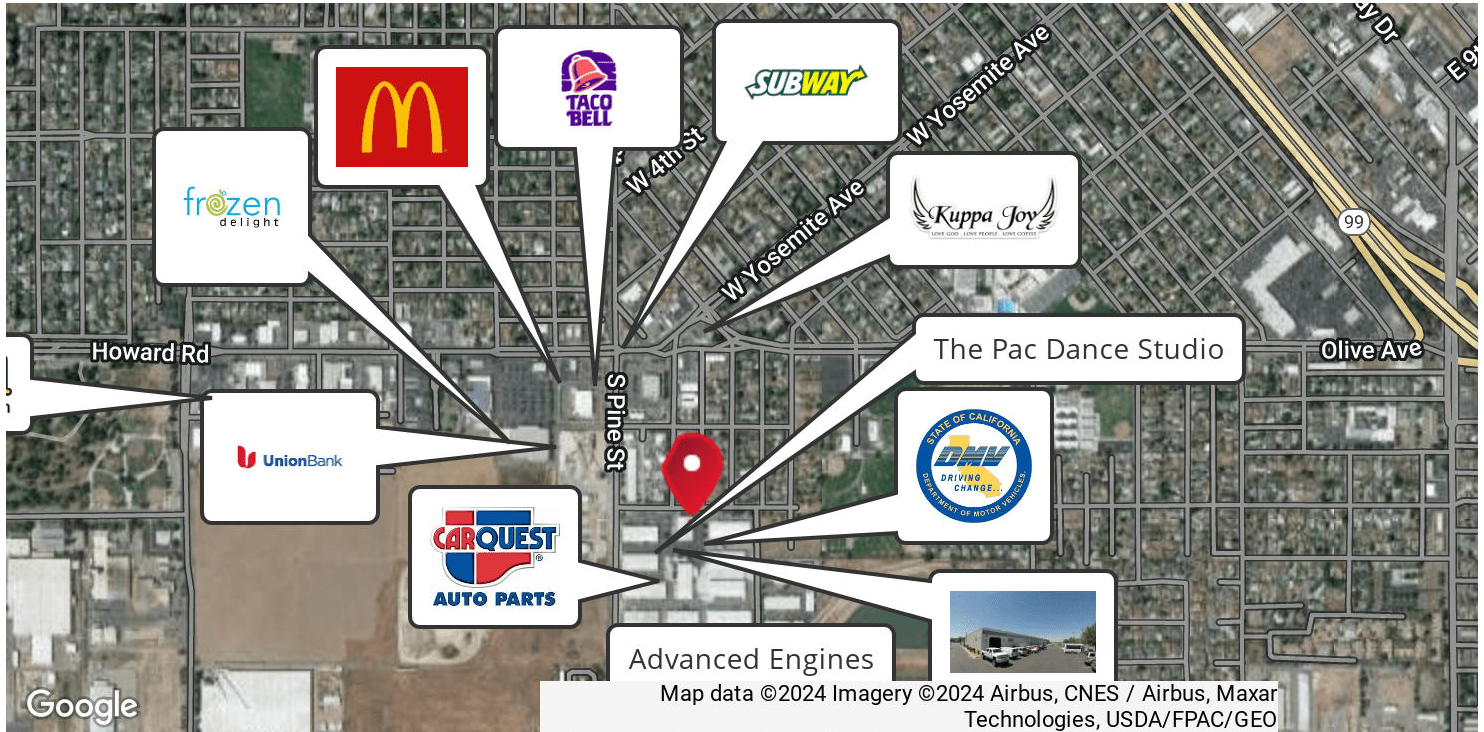 TACO
BELL
SUBWAY
W Yosemite Ave
W 4th St
frozen
delight
Kuppa Joy
LOVE GOD . LOVE PEOPLE . LOVE COFFEE
W Yosemite Ave
99
Howard Rd
The Pac Dance Studio
Olive Ave
S Pine St
UnionBank
STATE OF CALIFORNIA
DMV
DRIVING
CHANGE...
DEPARTMENT OF MOTOR VEHICLES.
CARQUEST
®
AUTO PARTS
Advanced Engines
Google
Map data ©2024 Imagery ©2024 Airbus, CNES / Airbus, Maxar
Technologies, USDA/FPAC/GEO